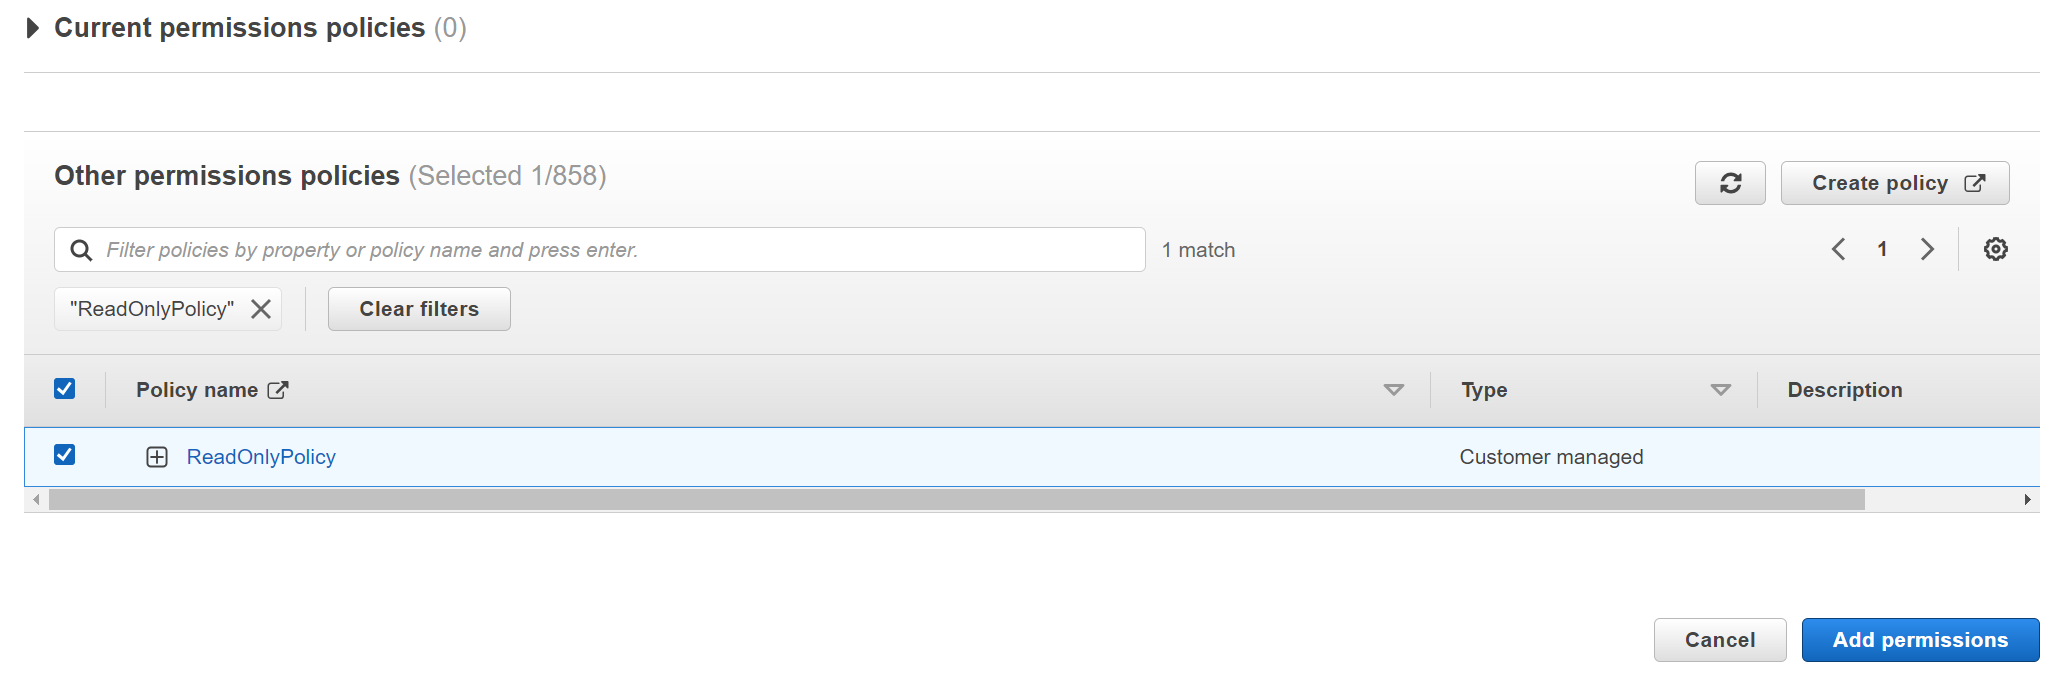 Current permissions policies (0)
Other permissions policies (Selected 1/858)
Create policy
Filter policies by property or policy name and press enter.
1 match
1
"ReadOnlyPolicy"
Clear filters
Policy name
Type
Description
ReadOnlyPolicy
Customer managed
Cancel
Add permissions